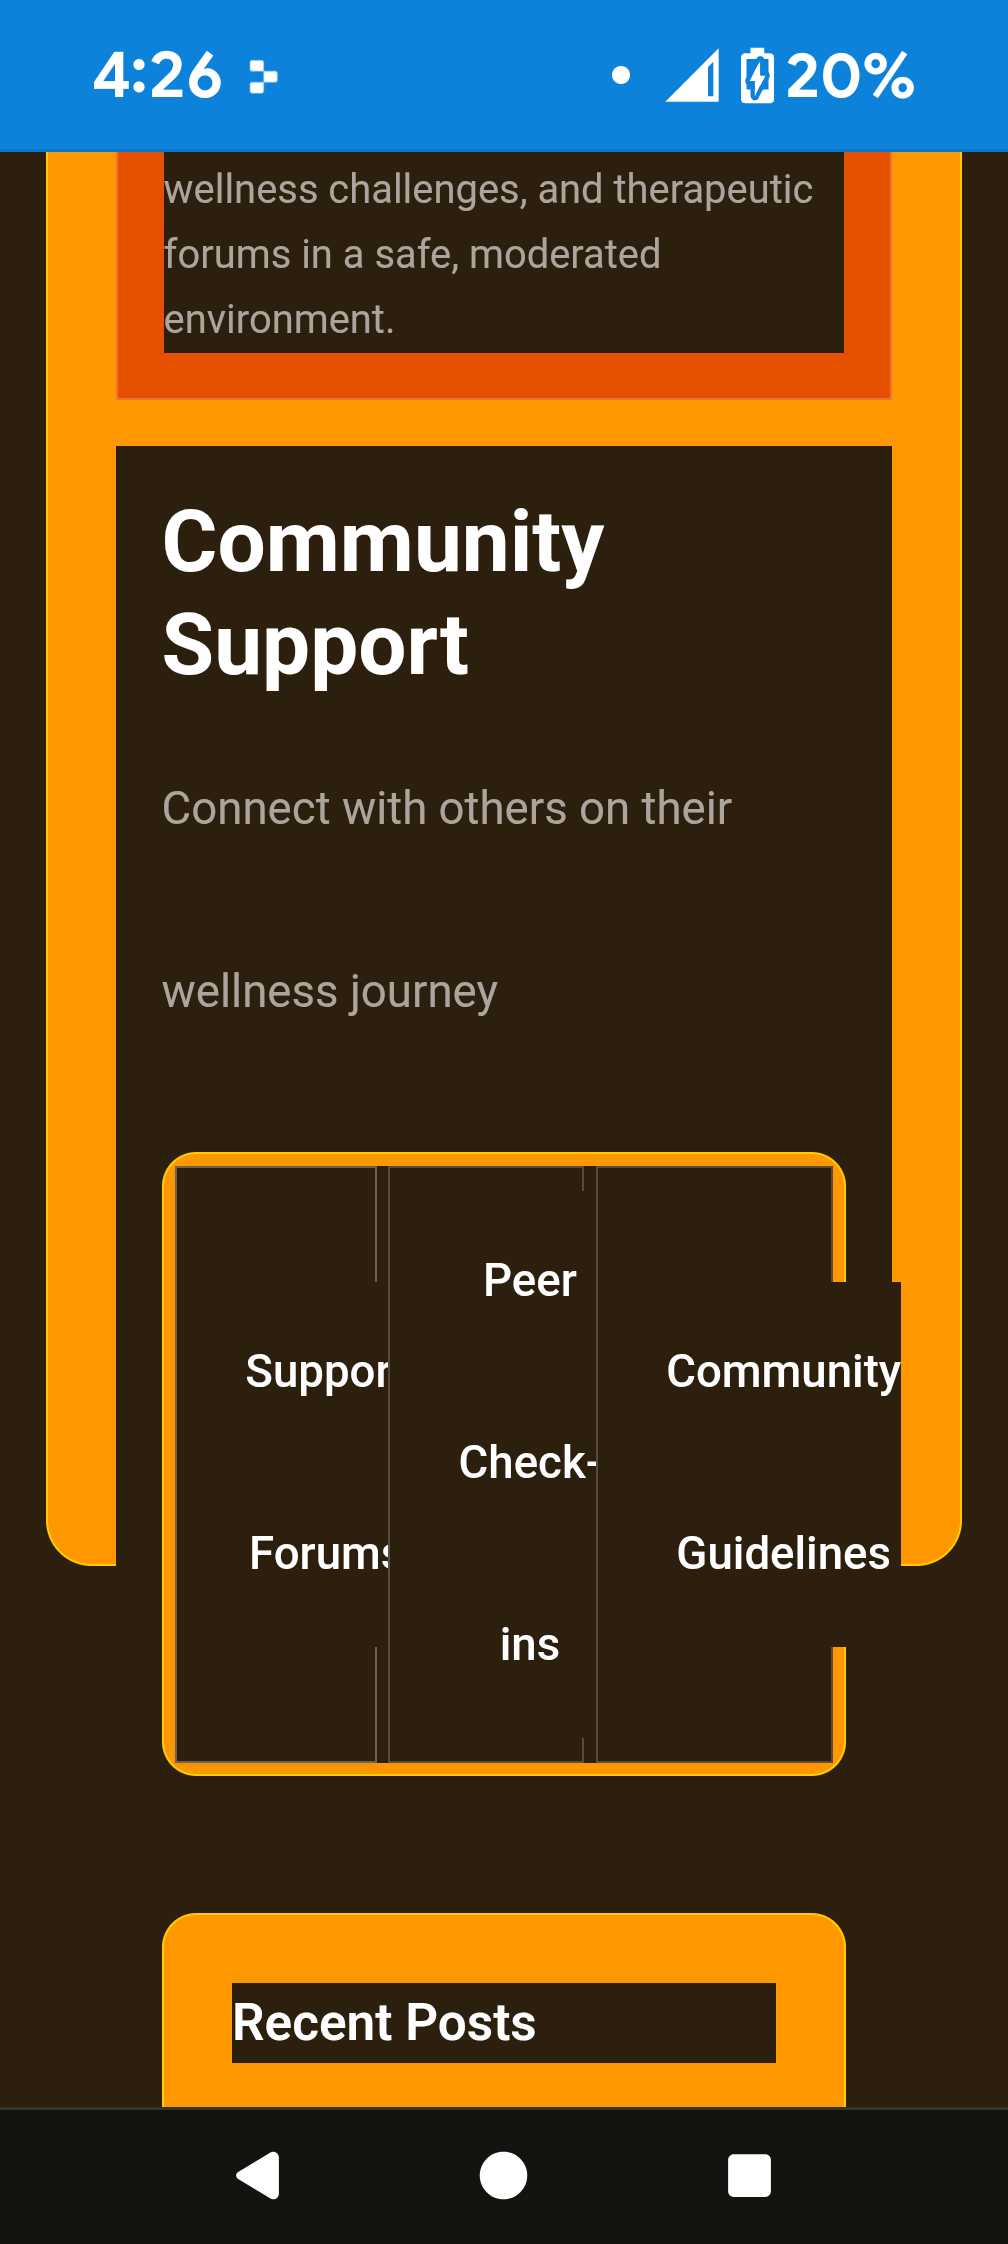 4:26 20%
wellness challenges, and therapeutic
forums in a safe, moderated
environment.
Community
Support
Connect with others on their
wellness journey
Suppor
Forums
Peer
Check-
ins
Community
Guidelines
Recent Posts